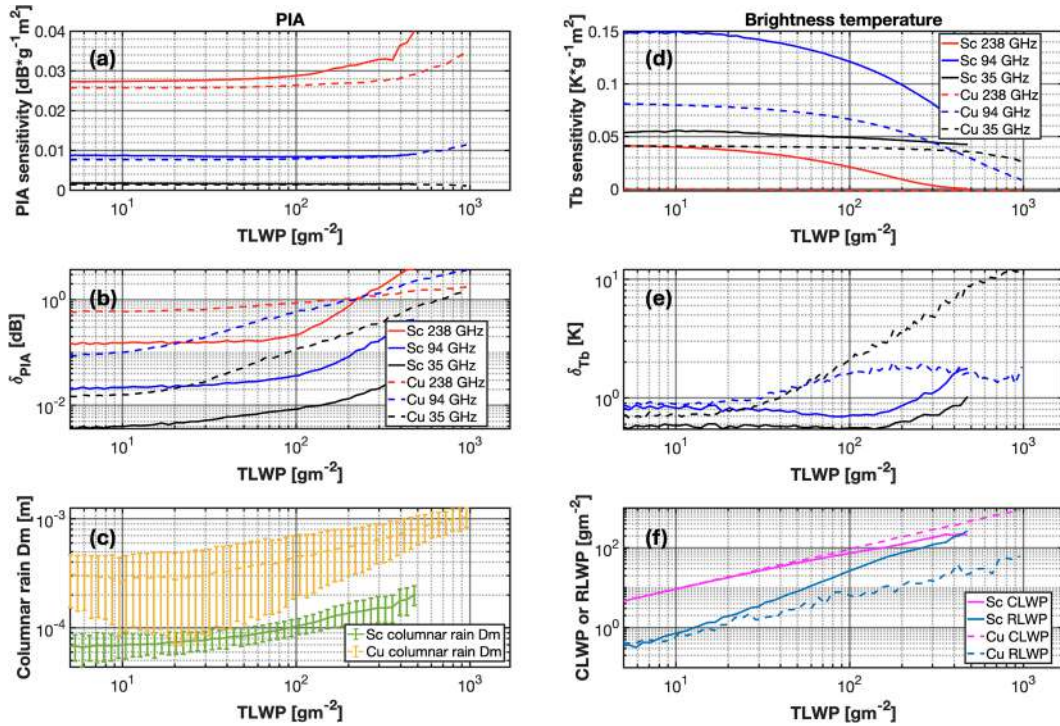 PIA
Brightness temperature
(a)
PIA sensitivity [dB*g⁻¹m²]
0.04
0.03
0.02
0.01
0
10¹
10²
10³
TLWP [gm⁻²]
(d)
Tb sensitivity [K*g⁻¹m²]
0.15
0.10
0.05
0
Sc 238 GHz
Sc 94 GHz
Sc 35 GHz
Cu 238 GHz
Cu 94 GHz
Cu 35 GHz
10¹
10²
10³
TLWP [gm⁻²]
(b)
δPIA [dB]
10⁰
10⁻²
Sc 238 GHz
Sc 94 GHz
Sc 35 GHz
Cu 238 GHz
Cu 94 GHz
Cu 35 GHz
10¹
10²
10³
TLWP [gm⁻²]
(e)
δTb [K]
10¹
10⁰
10¹
10²
10³
TLWP [gm⁻²]
(c)
Columnar rain Dm [m]
10⁻³
10⁻⁴
Sc columnar rain Dm
Cu columnar rain Dm
10¹
10²
10³
TLWP [gm⁻²]
(f)
CLWP or RLWP [gm⁻²]
10²
10⁰
Sc CLWP
Sc RLWP
Cu CLWP
Cu RLWP
10¹
10²
10³
TLWP [gm⁻²]